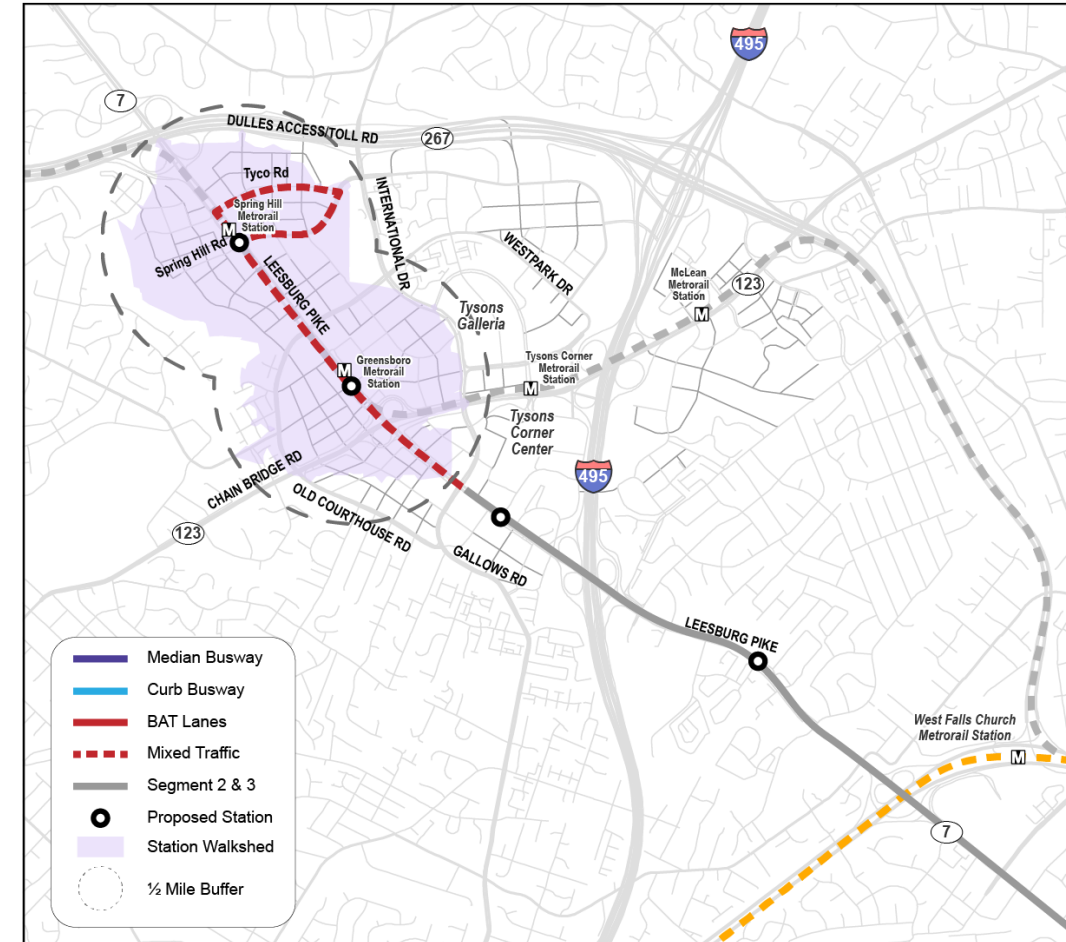 495
7
DULLES ACCESS/TOLL RD
267
Tyco Rd
Spring Hill
Metrorail
Station
M
Spring Hill Rd
INTERNATIONAL DR
LEESBURG PIKE
WESTPARK DR
McLean
Metrorail
Station
123
M
Tysons
Galleria
Greensboro
Metrorail
Station
M
Tysons Corner
Metrorail
Station
M
Tysons
Corner
Center
495
CHAIN BRIDGE RD
OLD COURTHOUSE RD
123
GALLOWS RD
LEESBURG PIKE
West Falls Church
Metrorail Station
M
7
Median Busway
Curb Busway
BAT Lanes
Mixed Traffic
Segment 2 & 3
Proposed Station
Station Walkshed
½ Mile Buffer